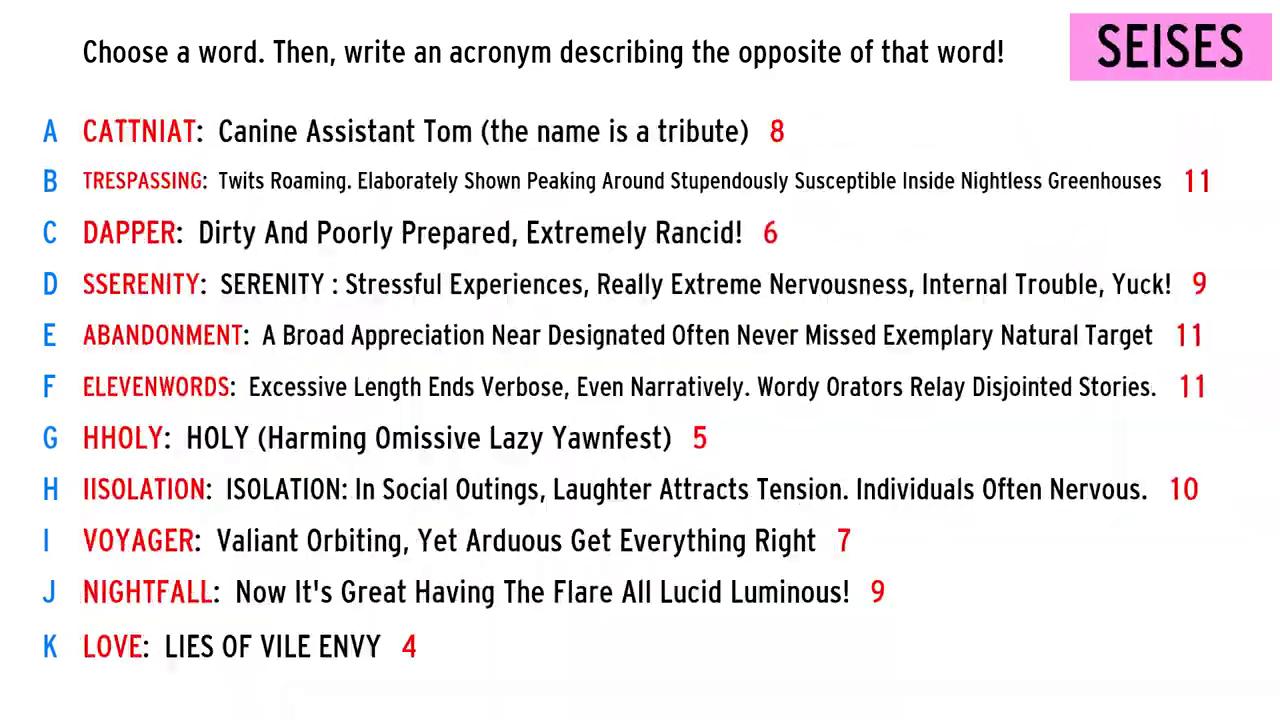 Choose a word. Then, write an acronym describing the opposite of that word! SEISES
A CATTNIAT: Canine Assistant Tom (the name is a tribute) 8
B TRESPASSING: Twits Roaming. Elaborately Shown Peaking Around Stupendously Susceptible Inside Nightless Greenhouses 11
C DAPPER: Dirty And Poorly Prepared, Extremely Rancid! 6
D SSERENITY: SERENITY : Stressful Experiences, Really Extreme Nervousness, Internal Trouble, Yuck! 9
E ABANDONMENT: A Broad Appreciation Near Designated Often Never Missed Exemplary Natural Target 11
F ELEVENWORDS: Excessive Length Ends Verbose, Even Narratively. Wordy Orators Relay Disjointed Stories. 11
G HHOLY: HOLY (Harming Omissive Lazy Yawnfest) 5
H IISOLATION: ISOLATION: In Social Outings, Laughter Attracts Tension. Individuals Often Nervous. 10
I VOYAGER: Valiant Orbiting, Yet Arduous Get Everything Right 7
J NIGHTFALL: Now It's Great Having The Flare All Lucid Luminous! 9
K LOVE: LIES OF VILE ENVY 4